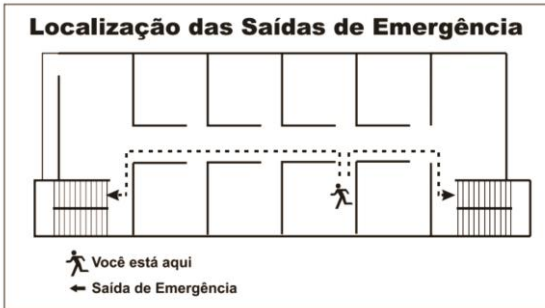 Localização das Saídas de Emergência
Você está aqui
Saída de Emergência